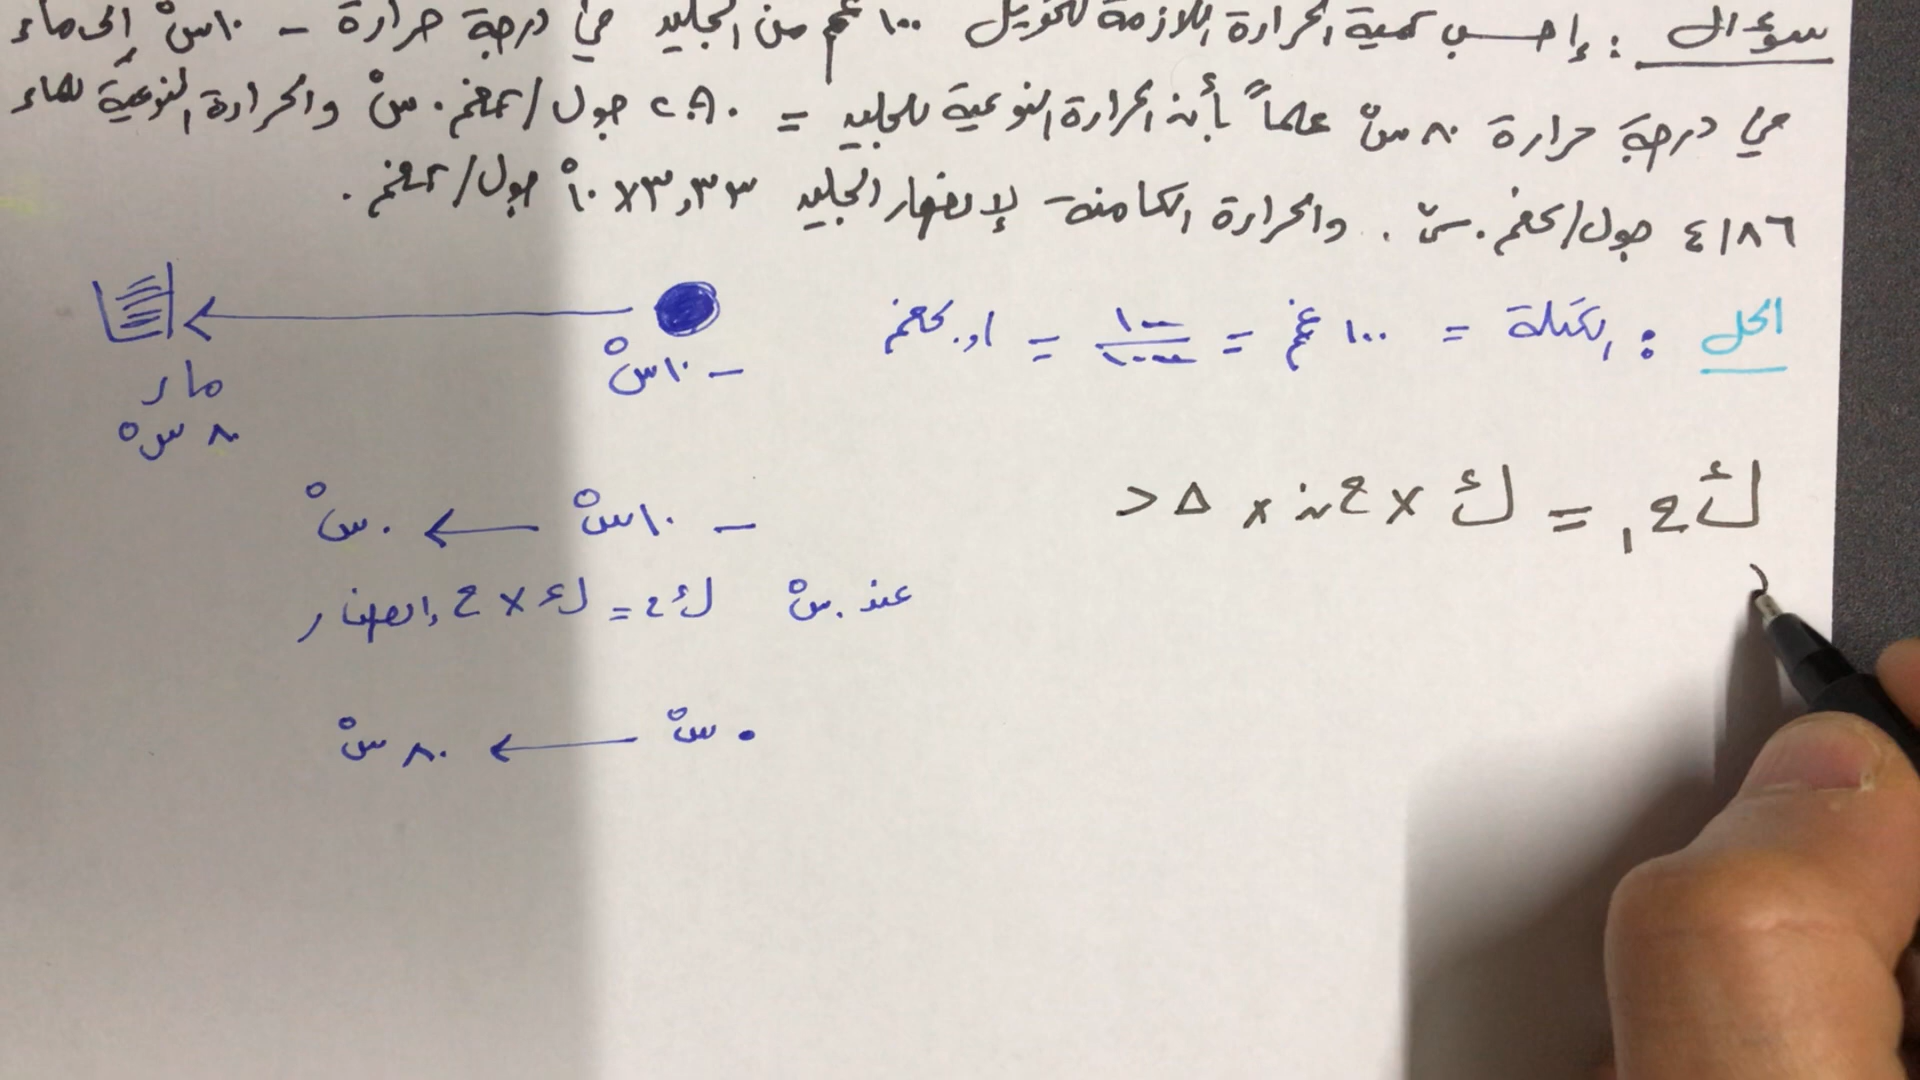 سؤال : إحسب كمية الحرارة اللازمة لتحويل ١٠٠ غم من الجليد في درجة حرارة - ١٠ سْ إلى ماء
في درجة حرارة ٨٠ سْ علماً بأن الحرارة النوعية للجليد = ٢٠٩٠ جول/كغم.سْ والحرارة النوعية للماء
٤١٨٦ جول/كغم.سْ . والحرارة الكامنة لإنصهار الجليد ٣,٣٣ × ١٠° جول/كغم .
الحل : الكتلة = ١٠٠ غم = ١٠٠/١٠٠٠ = ٠,١ كغم
- ١٠ سْ
ماء
٨٠ سْ
ك ح١ = ك × ح ن × Δ د
- ١٠ سْ ← ٠ سْ
عند ٠ سْ ك ح = ك × ح انصهار
٠ سْ ← ٨٠ سْ